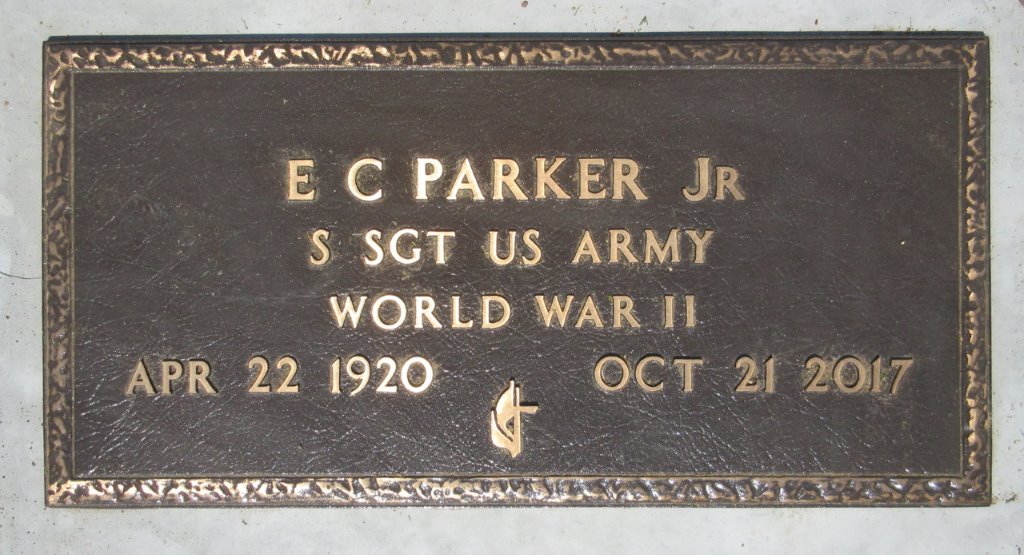 E C PARKER JR
S SGT US ARMY
WORLD WAR II
APR 22 1920 OCT 21 2017